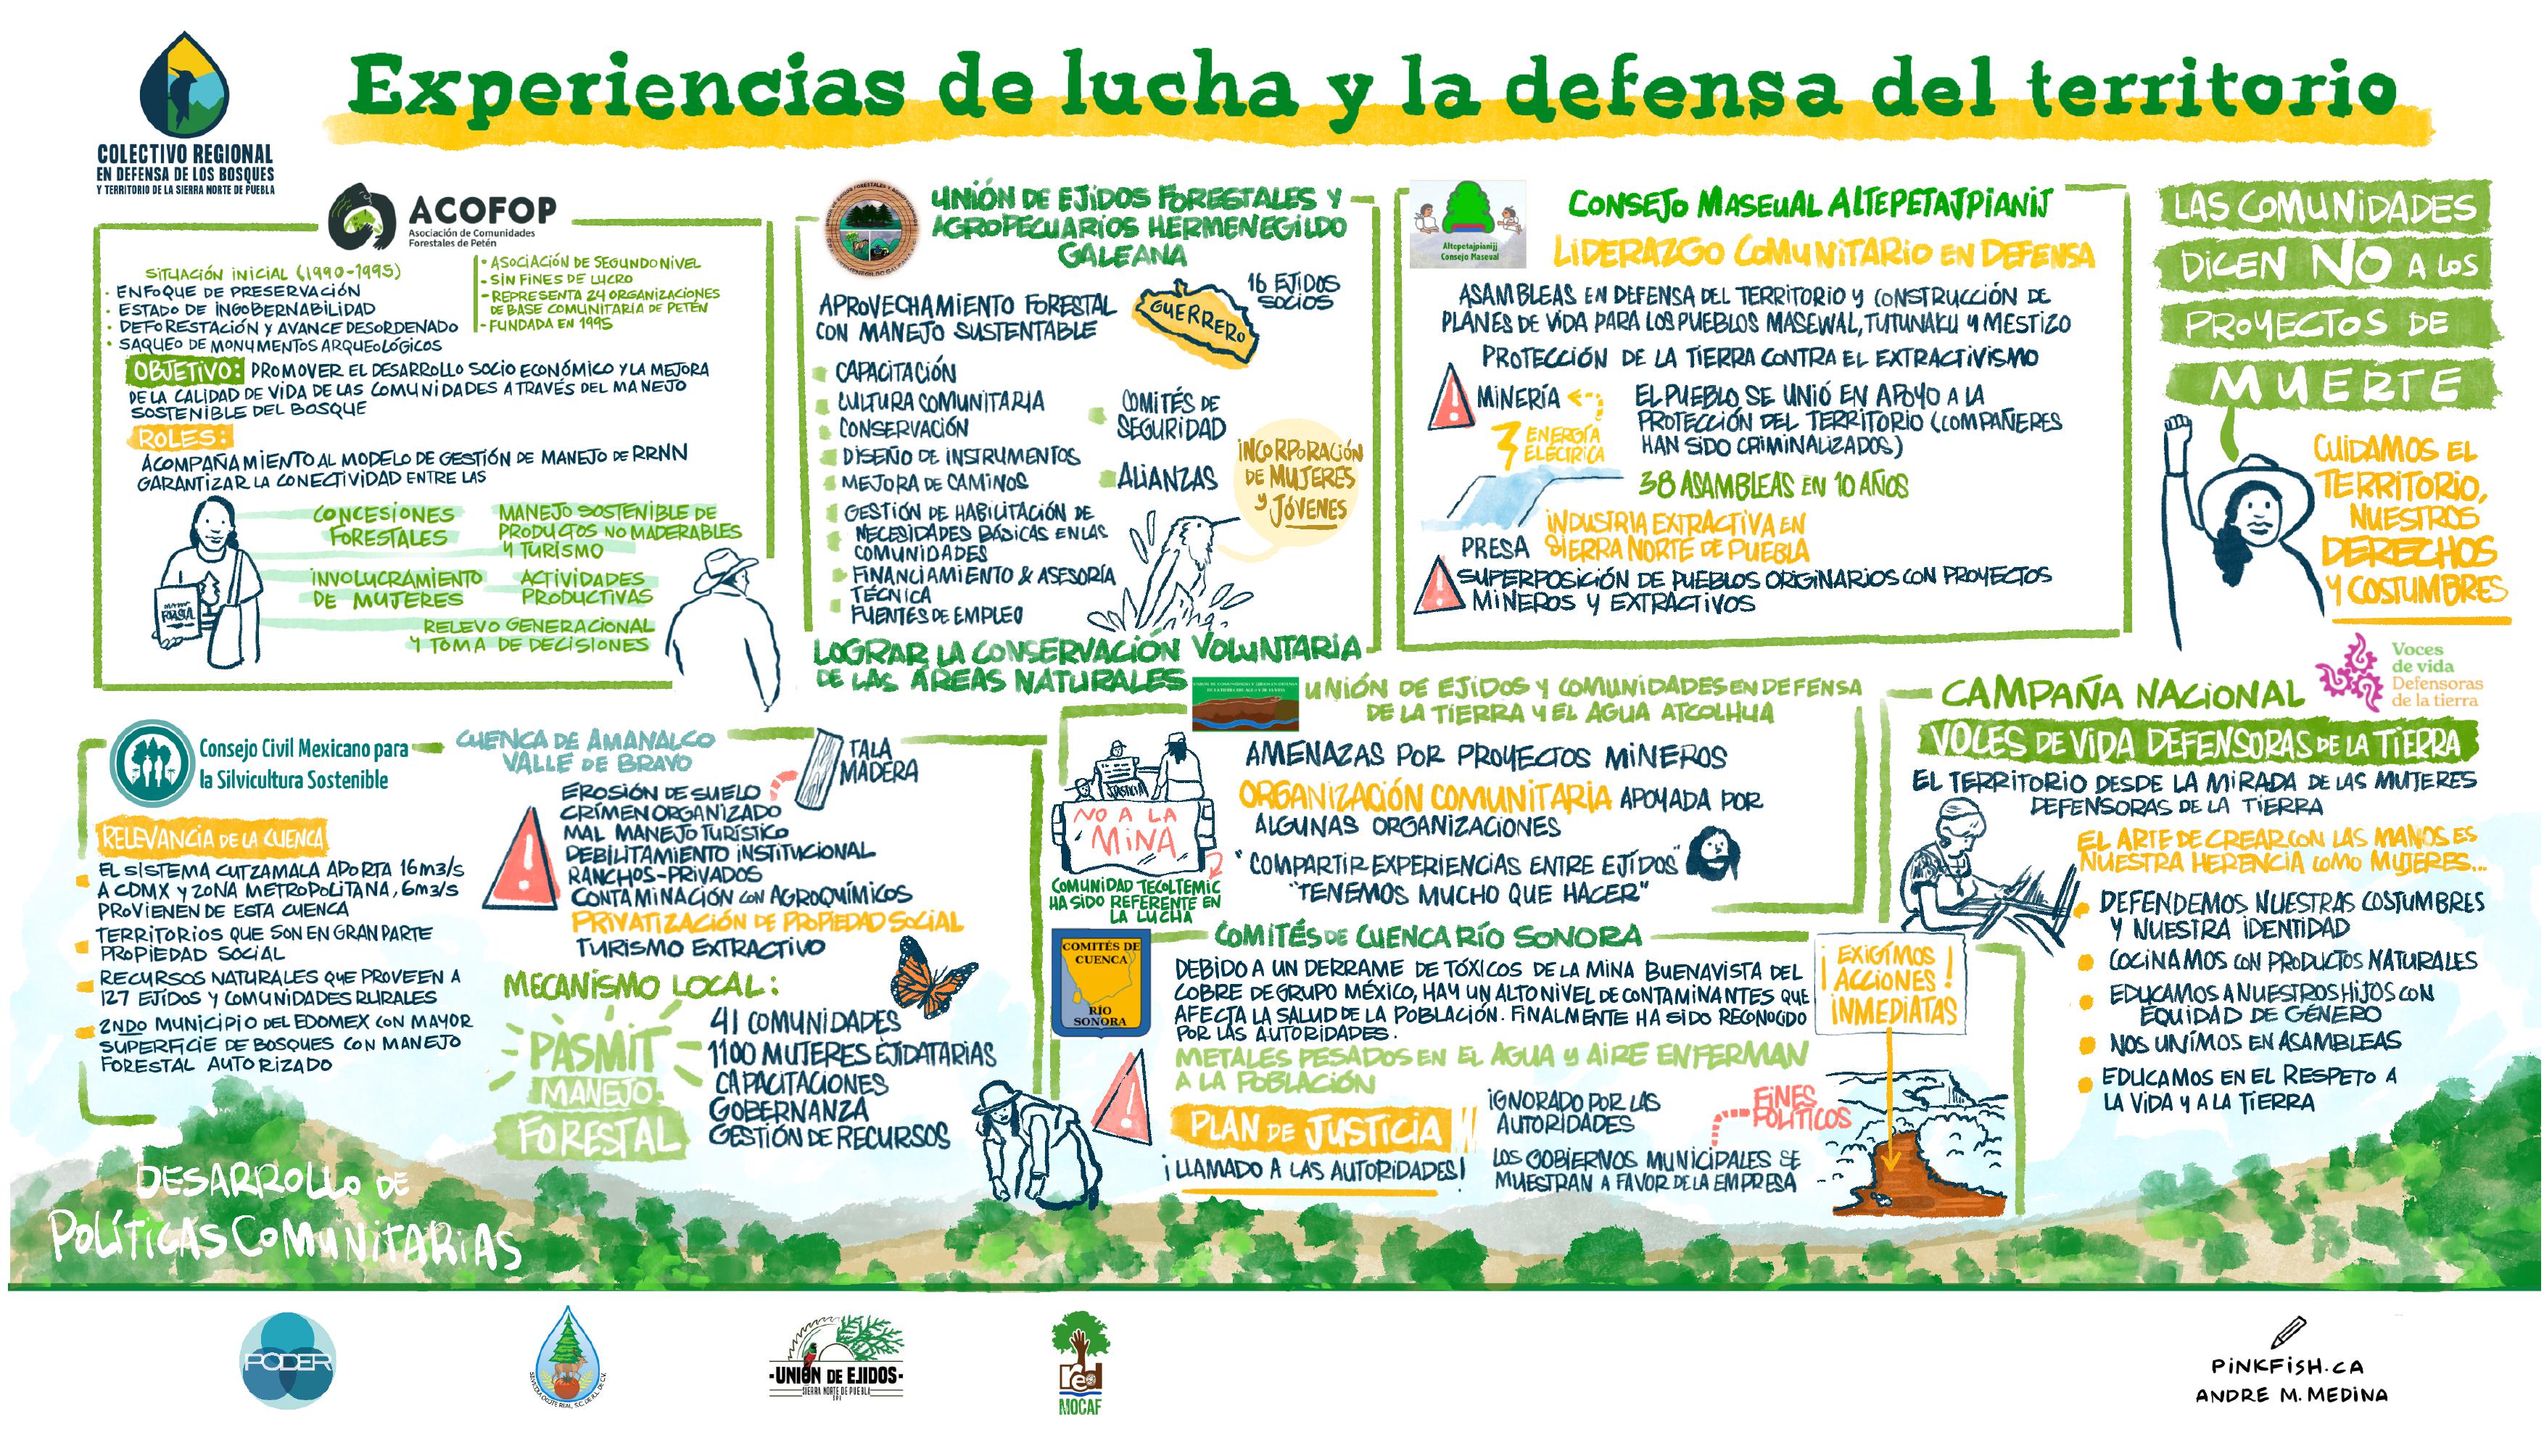 Experiencias de lucha y la defensa del territorio
COLECTIVO REGIONAL
EN DEFENSA DE LOS BOSQUES
Y TERRITORIO DE LA SIERRA NORTE DE PUEBLA
ACOFOP
Asociación de Comunidades
Forestales de Petén
SITUACIÓN INICIAL (1990-1995)
• ENFOQUE DE PRESERVACIÓN
• ESTADO DE INGOBERNABILIDAD
• DEFORESTACIÓN Y AVANCE DESORDENADO
• SAQUEO DE MONUMENTOS ARQUEOLÓGICOS
• ASOCIACIÓN DE SEGUNDO NIVEL
- SIN FINES DE LUCRO
- REPRESENTA 24 ORGANIZACIONES
DE BASE COMUNITARIA DE PETÉN
- FUNDADA EN 1995
OBJETIVO: PROMOVER EL DESARROLLO SOCIO ECONÓMICO Y LA MEJORA
DE LA CALIDAD DE VIDA DE LAS COMUNIDADES A TRAVÉS DEL MANEJO
SOSTENIBLE DEL BOSQUE
ROLES:
ACOMPAÑAMIENTO AL MODELO DE GESTIÓN DE MANEJO DE RRNN
GARANTIZAR LA CONECTIVIDAD ENTRE LAS
CONCESIONES
FORESTALES
MANEJO SOSTENIBLE DE
PRODUCTOS NO MADERABLES
Y TURISMO
INVOLUCRAMIENTO
DE MUJERES
ACTIVIDADES
PRODUCTIVAS
RELEVO GENERACIONAL
Y TOMA DE DECISIONES
UNIÓN DE EJIDOS FORESTALES Y
AGROPECUARIOS HERMENEGILDO
GALEANA
APROVECHAMIENTO FORESTAL
CON MANEJO SUSTENTABLE
GUERRERO
16 EJIDOS
SOCIOS
CAPACITACIÓN
CULTURA COMUNITARIA
CONSERVACIÓN
DISEÑO DE INSTRUMENTOS
MEJORA DE CAMINOS
GESTIÓN DE HABILITACIÓN DE
NECESIDADES BÁSICAS EN LAS
COMUNIDADES
FINANCIAMIENTO & ASESORÍA
TÉCNICA
FUENTES DE EMPLEO
COMITÉS DE
SEGURIDAD
ALIANZAS
INCORPORACIÓN
DE MUJERES
Y JÓVENES
LOGRAR LA CONSERVACIÓN VOLUNTARIA
DE LAS ÁREAS NATURALES
Altepetajpianijj
Consejo Maseual
CONSEJO MASEUAL ALTEPETAJPIANIJ
LIDERAZGO COMUNITARIO EN DEFENSA
ASAMBLEAS EN DEFENSA DEL TERRITORIO Y CONSTRUCCIÓN DE
PLANES DE VIDA PARA LOS PUEBLOS MASEWAL, TUTUNAKU Y MESTIZO
PROTECCIÓN DE LA TIERRA CONTRA EL EXTRACTIVISMO
MINERÍA
ENERGÍA
ELÉCTRICA
PRESA
EL PUEBLO SE UNIÓ EN APOYO A LA
PROTECCIÓN DEL TERRITORIO (COMPAÑERES
HAN SIDO CRIMINALIZADOS)
38 ASAMBLEAS EN 10 AÑOS
INDUSTRIA EXTRACTIVA EN
SIERRA NORTE DE PUEBLA
SUPERPOSICIÓN DE PUEBLOS ORIGINARIOS CON PROYECTOS
MINEROS Y EXTRACTIVOS
LAS COMUNIDADES
DICEN NO A LOS
PROYECTOS DE
MUERTE
CUIDAMOS EL
TERRITORIO,
NUESTROS
DERECHOS
Y COSTUMBRES
Consejo Civil Mexicano para
la Silvicultura Sostenible
CUENCA DE AMANALCO
VALLE DE BRAVO
TALA
MADERA
RELEVANCIA DE LA CUENCA
EL SISTEMA CUTZAMALA APORTA 16m3/s
A CDMX Y ZONA METROPOLITANA, 6m3/s
PROVIENEN DE ESTA CUENCA
TERRITORIOS QUE SON EN GRAN PARTE
PROPIEDAD SOCIAL
RECURSOS NATURALES QUE PROVEEN A
127 EJIDOS Y COMUNIDADES RURALES
2NDO MUNICIPIO DEL EDOMEX CON MAYOR
SUPERFICIE DE BOSQUES CON MANEJO
FORESTAL AUTORIZADO
EROSIÓN DE SUELO
CRÍMEN ORGANIZADO
MAL MANEJO TURÍSTICO
DEBILITAMIENTO INSTITUCIONAL
RANCHOS-PRIVADOS
CONTAMINACIÓN CON AGROQUÍMICOS
PRIVATIZACIÓN DE PROPIEDAD SOCIAL
TURISMO EXTRACTIVO
MECANISMO LOCAL:
PASMIT
MANEJO
FORESTAL
41 COMUNIDADES
1100 MUJERES EJIDATARIAS
CAPACITACIONES
GOBERNANZA
GESTIÓN DE RECURSOS
DESARROLLO DE
POLÍTICAS COMUNITARIAS
UNIÓN DE EJIDOS Y COMUNIDADES EN DEFENSA
DE LA TIERRA Y EL AGUA ATCOLHUA
JUSTICIA
NO A LA
MINA
COMUNIDAD TECOLTEMIC
HA SIDO REFERENTE EN
LA LUCHA
AMENAZAS POR PROYECTOS MINEROS
ORGANIZACIÓN COMUNITARIA APOYADA POR
ALGUNAS ORGANIZACIONES
"COMPARTIR EXPERIENCIAS ENTRE EJIDOS"
"TENEMOS MUCHO QUE HACER"
COMITÉS DE
CUENCA
RÍO
SONORA
COMITÉS DE CUENCA RÍO SONORA
DEBIDO A UN DERRAME DE TÓXICOS DE LA MINA BUENAVISTA DEL
COBRE DE GRUPO MÉXICO, HAY UN ALTO NIVEL DE CONTAMINANTES QUE
AFECTA LA SALUD DE LA POBLACIÓN. FINALMENTE HA SIDO RECONOCIDO
POR LAS AUTORIDADES.
METALES PESADOS EN EL AGUA Y AIRE ENFERMAN
A LA POBLACIÓN
PLAN DE JUSTICIA
¡LLAMADO A LAS AUTORIDADES!
IGNORADO POR LAS
AUTORIDADES
FINES
POLÍTICOS
LOS GOBIERNOS MUNICIPALES SE
MUESTRAN A FAVOR DE LA EMPRESA
¡EXIGIMOS
ACCIONES!
INMEDIATAS
Voces
de vida
Defensoras
de la tierra
CAMPAÑA NACIONAL
VOCES DE VIDA DEFENSORAS DE LA TIERRA
EL TERRITORIO DESDE LA MIRADA DE LAS MUJERES
DEFENSORAS DE LA TIERRA
EL ARTE DE CREAR CON LAS MANOS ES
NUESTRA HERENCIA COMO MUJERES...
DEFENDEMOS NUESTRAS COSTUMBRES
Y NUESTRA IDENTIDAD
COCINAMOS CON PRODUCTOS NATURALES
EDUCAMOS A NUESTROS HIJOS CON
EQUIDAD DE GÉNERO
NOS UNIMOS EN ASAMBLEAS
EDUCAMOS EN EL RESPETO A
LA VIDA Y A LA TIERRA
PODER
-UNIÓN DE EJIDOS-
SIERRA NORTE DE PUEBLA
red
MOCAF
PINKFISH.CA
ANDRE M. MEDINA